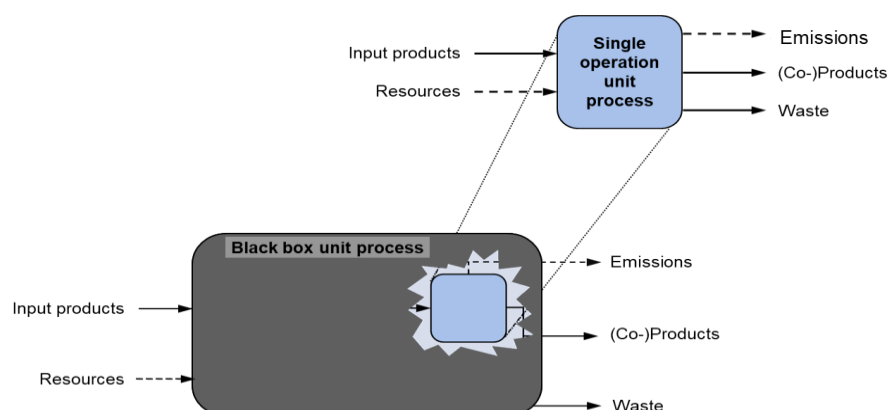 Input products
Resources
Single
operation
unit
process
Emissions
(Co-)Products
Waste
Black box unit process
Input products
Resources
Emissions
(Co-)Products
Waste